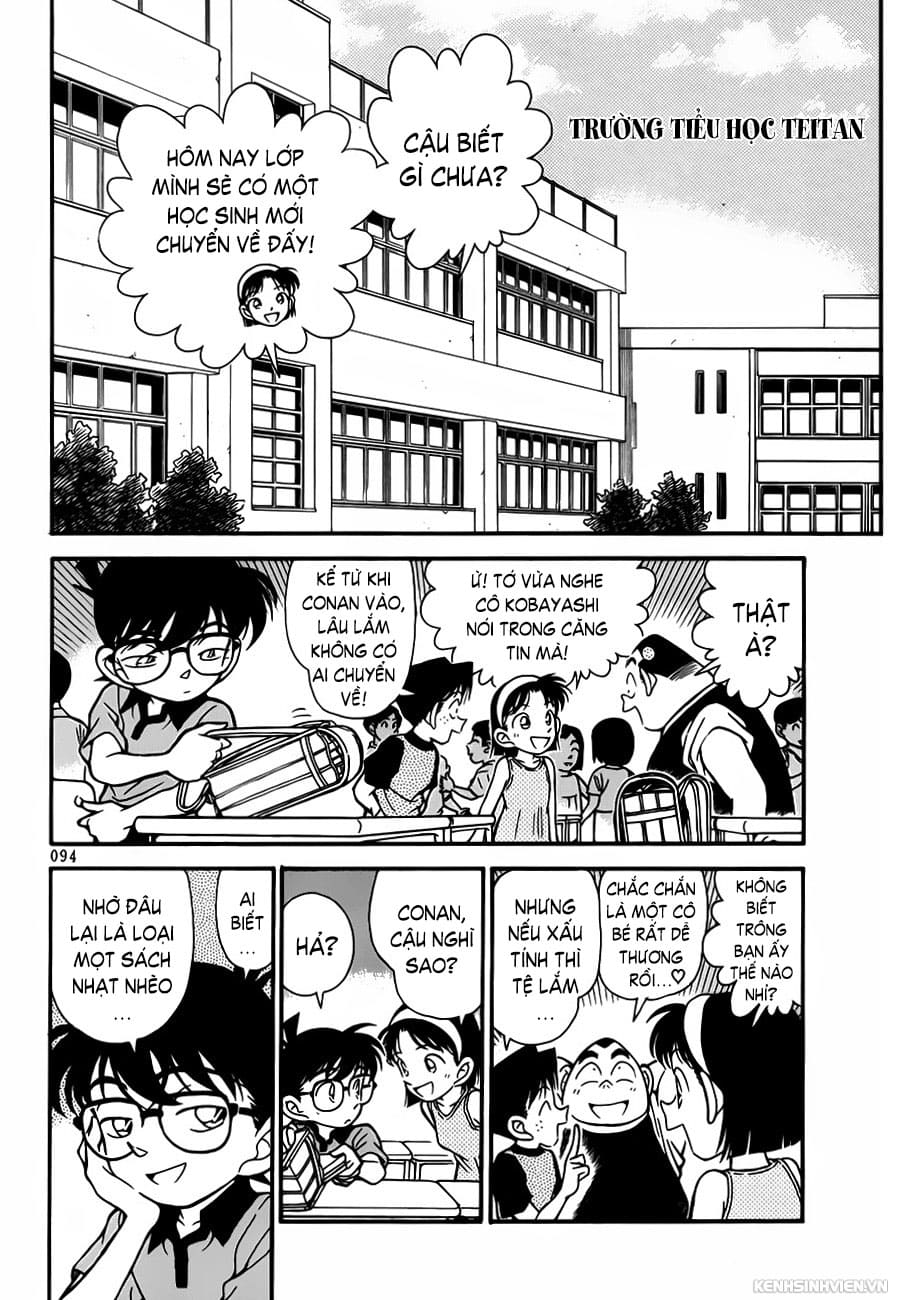 TRƯỜNG TIỂU HỌC TEITAN
CẬU BIẾT
GÌ CHƯA?
HÔM NAY LỚP
MÌNH SẼ CÓ MỘT
HỌC SINH MỚI
CHUYỂN VỀ ĐẤY!
THẬT
À?
Ừ! TỚ VỪA NGHE
CÔ KOBAYASHI
NÓI TRONG CĂNG
TIN MÀ!
KỂ TỪ KHI
CONAN VÀO,
LÂU LẮM
KHÔNG CÓ
AI CHUYỂN
VỀ!
094
KHÔNG
BIẾT
TRÔNG
BẠN ẤY
THẾ NÀO
NHỈ?
CHẮC CHẮN
LÀ MỘT CÔ
BÉ RẤT DỄ
THƯƠNG
RỒI...♡
NHƯNG
NẾU XẤU
TÍNH THÌ
TỆ LẮM
...
CONAN,
CẬU NGHĨ
SAO?
HẢ?
AI
BIẾT
...
NHỠ ĐÂU
LẠI LÀ LOẠI
MỌT SÁCH
NHẠT NHẼO
...
KENHSINHVIEN.VN